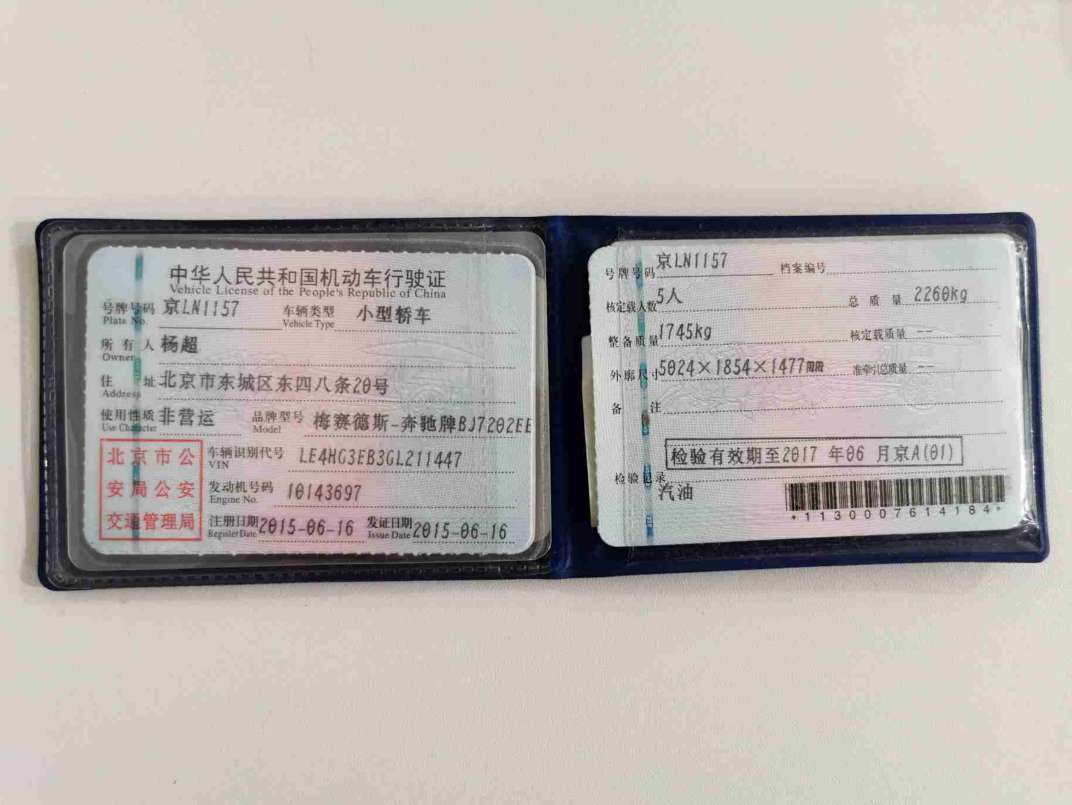 中华人民共和国机动车行驶证
Vehicle License of the People's Republic of China
号牌号码 京LN1157 车辆类型 小型轿车
Plate No. Vehicle Type
所有人 杨超
Owner
住址 北京市东城区东四八条20号
Address
使用性质 非营运 品牌型号 梅赛德斯-奔驰牌BJ7202EE
Use Character Model
北京市公
安局公安
交通管理局
车辆识别代号 LE4HG3EB3GL211447
VIN
发动机号码 10143697
Engine No.
注册日期 2015-06-16 发证日期 2015-06-16
Register Date Issue Date
号牌号码 京LN1157 档案编号
核定载人数 5人 总质量 2260kg
整备质量 1745kg 核定载质量 --
外廓尺寸 5024×1854×1477 准牵引总质量 --
备注
检验有效期至2017 年06 月京A(01)
检验记录
汽油
*1130007614184*